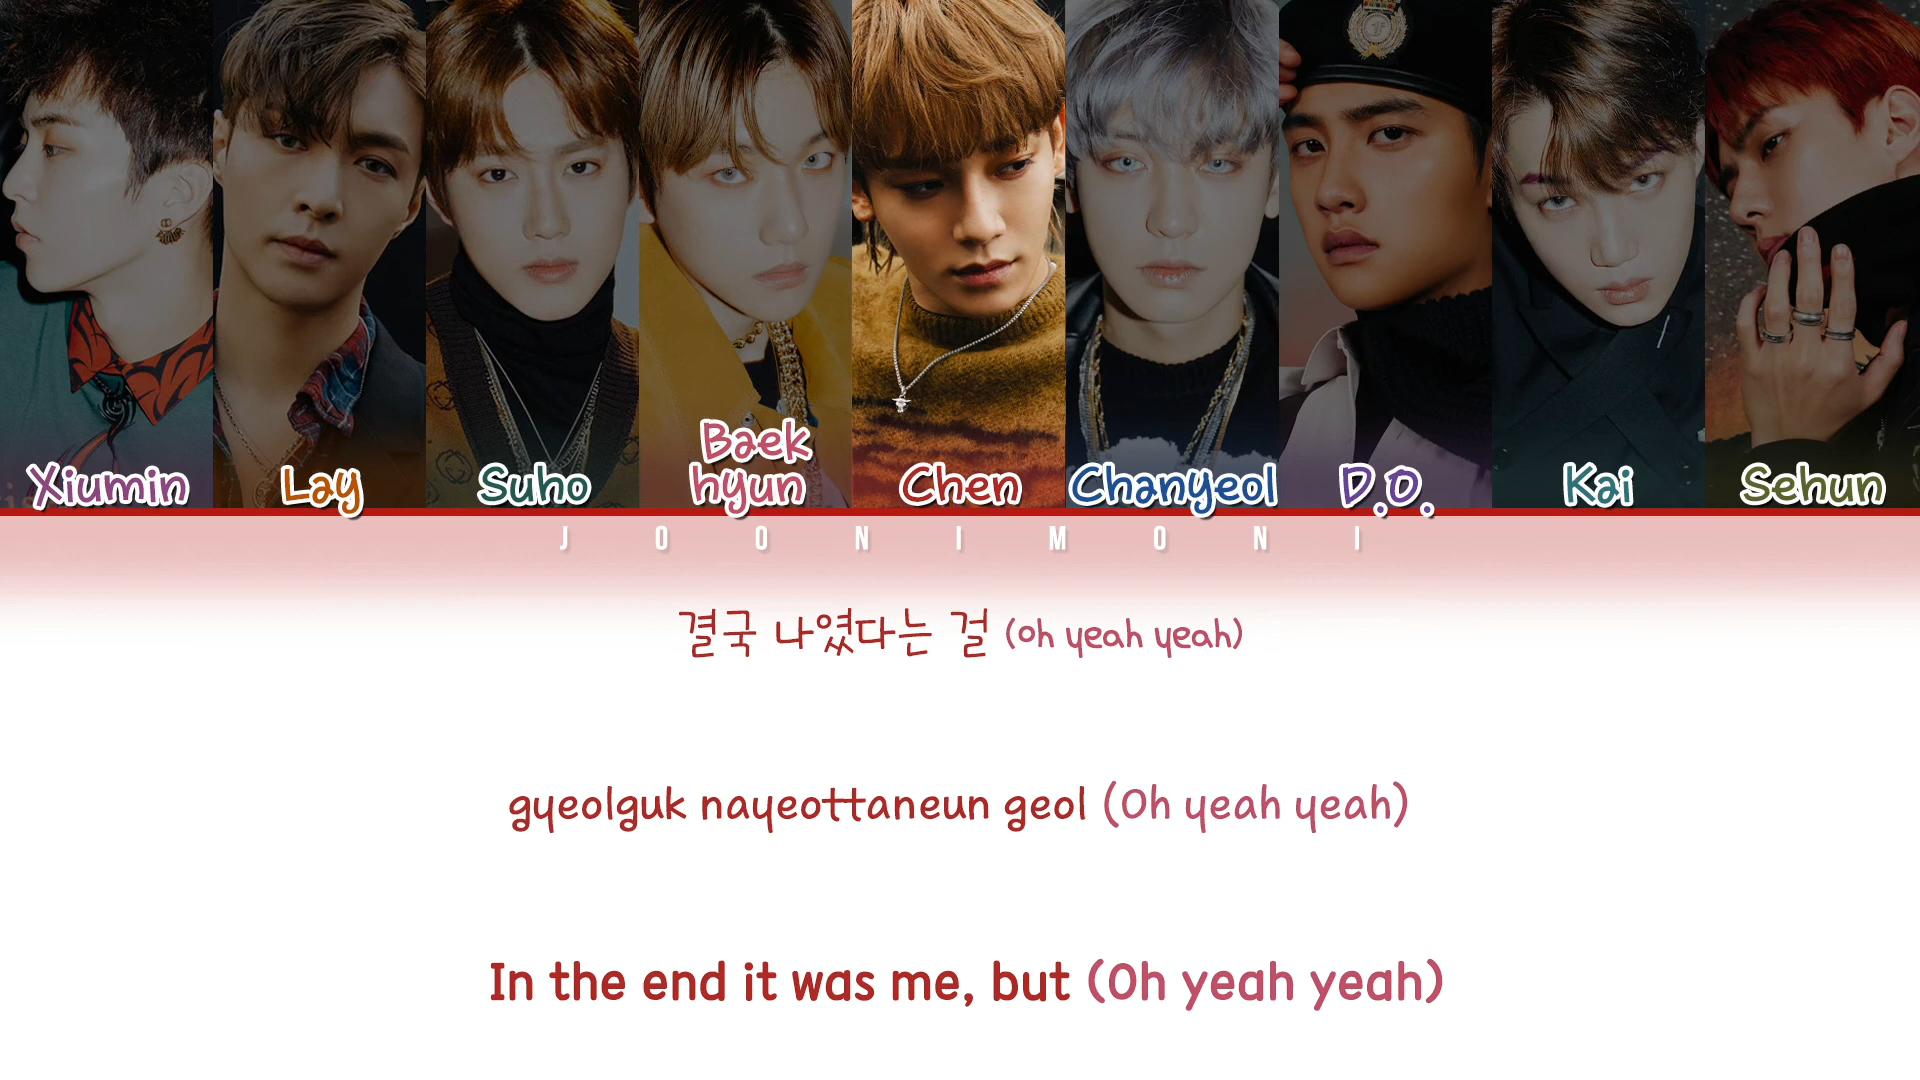 Xiumin
Lay
Suho
Baek
hyun
Chen
Chanyeol
D.O.
Kai
Sehun
JOONIMONI
결국 나였다는 걸 (Oh yeah yeah)
gyeolguk nayeottaneun geol (Oh yeah yeah)
In the end it was me, but (Oh yeah yeah)